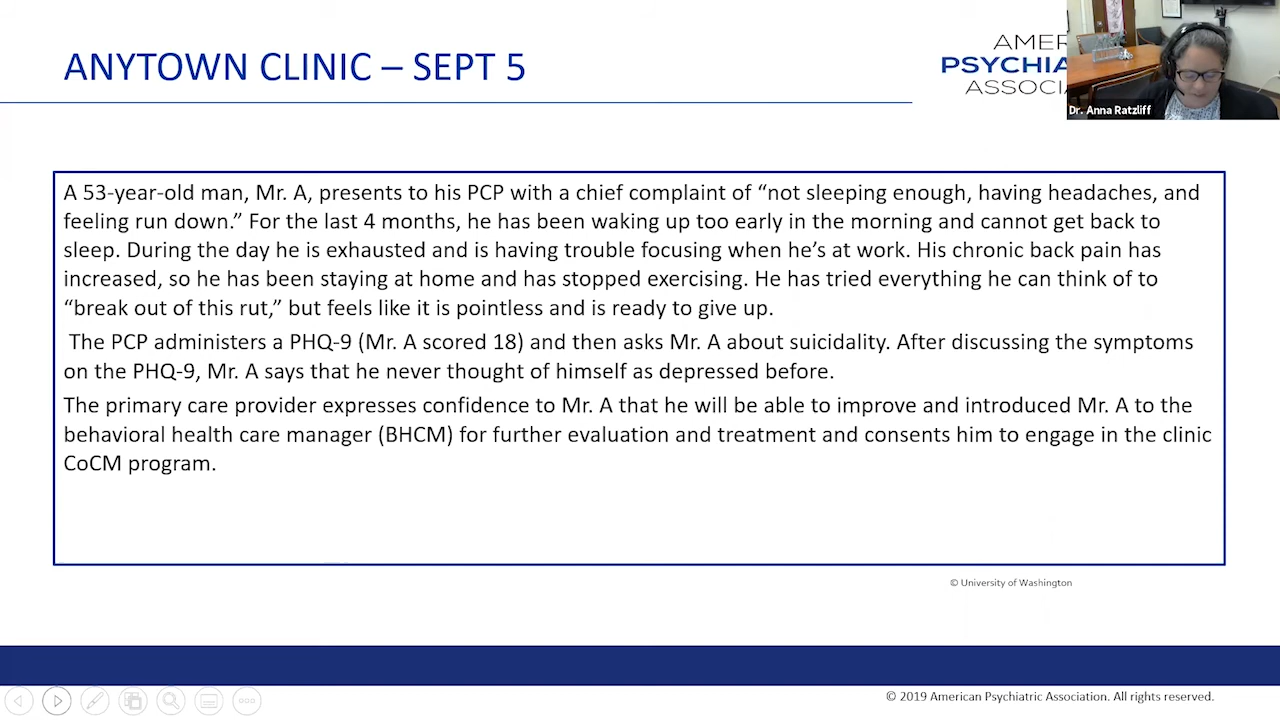 ANYTOWN CLINIC – SEPT 5
AMER
PSYCHIA
ASSOCIA
Dr. Anna Ratzliff
A 53-year-old man, Mr. A, presents to his PCP with a chief complaint of “not sleeping enough, having headaches, and
feeling run down.” For the last 4 months, he has been waking up too early in the morning and cannot get back to
sleep. During the day he is exhausted and is having trouble focusing when he’s at work. His chronic back pain has
increased, so he has been staying at home and has stopped exercising. He has tried everything he can think of to
“break out of this rut,” but feels like it is pointless and is ready to give up.
The PCP administers a PHQ-9 (Mr. A scored 18) and then asks Mr. A about suicidality. After discussing the symptoms
on the PHQ-9, Mr. A says that he never thought of himself as depressed before.
The primary care provider expresses confidence to Mr. A that he will be able to improve and introduced Mr. A to the
behavioral health care manager (BHCM) for further evaluation and treatment and consents him to engage in the clinic
CoCM program.
© University of Washington
© 2019 American Psychiatric Association. All rights reserved.